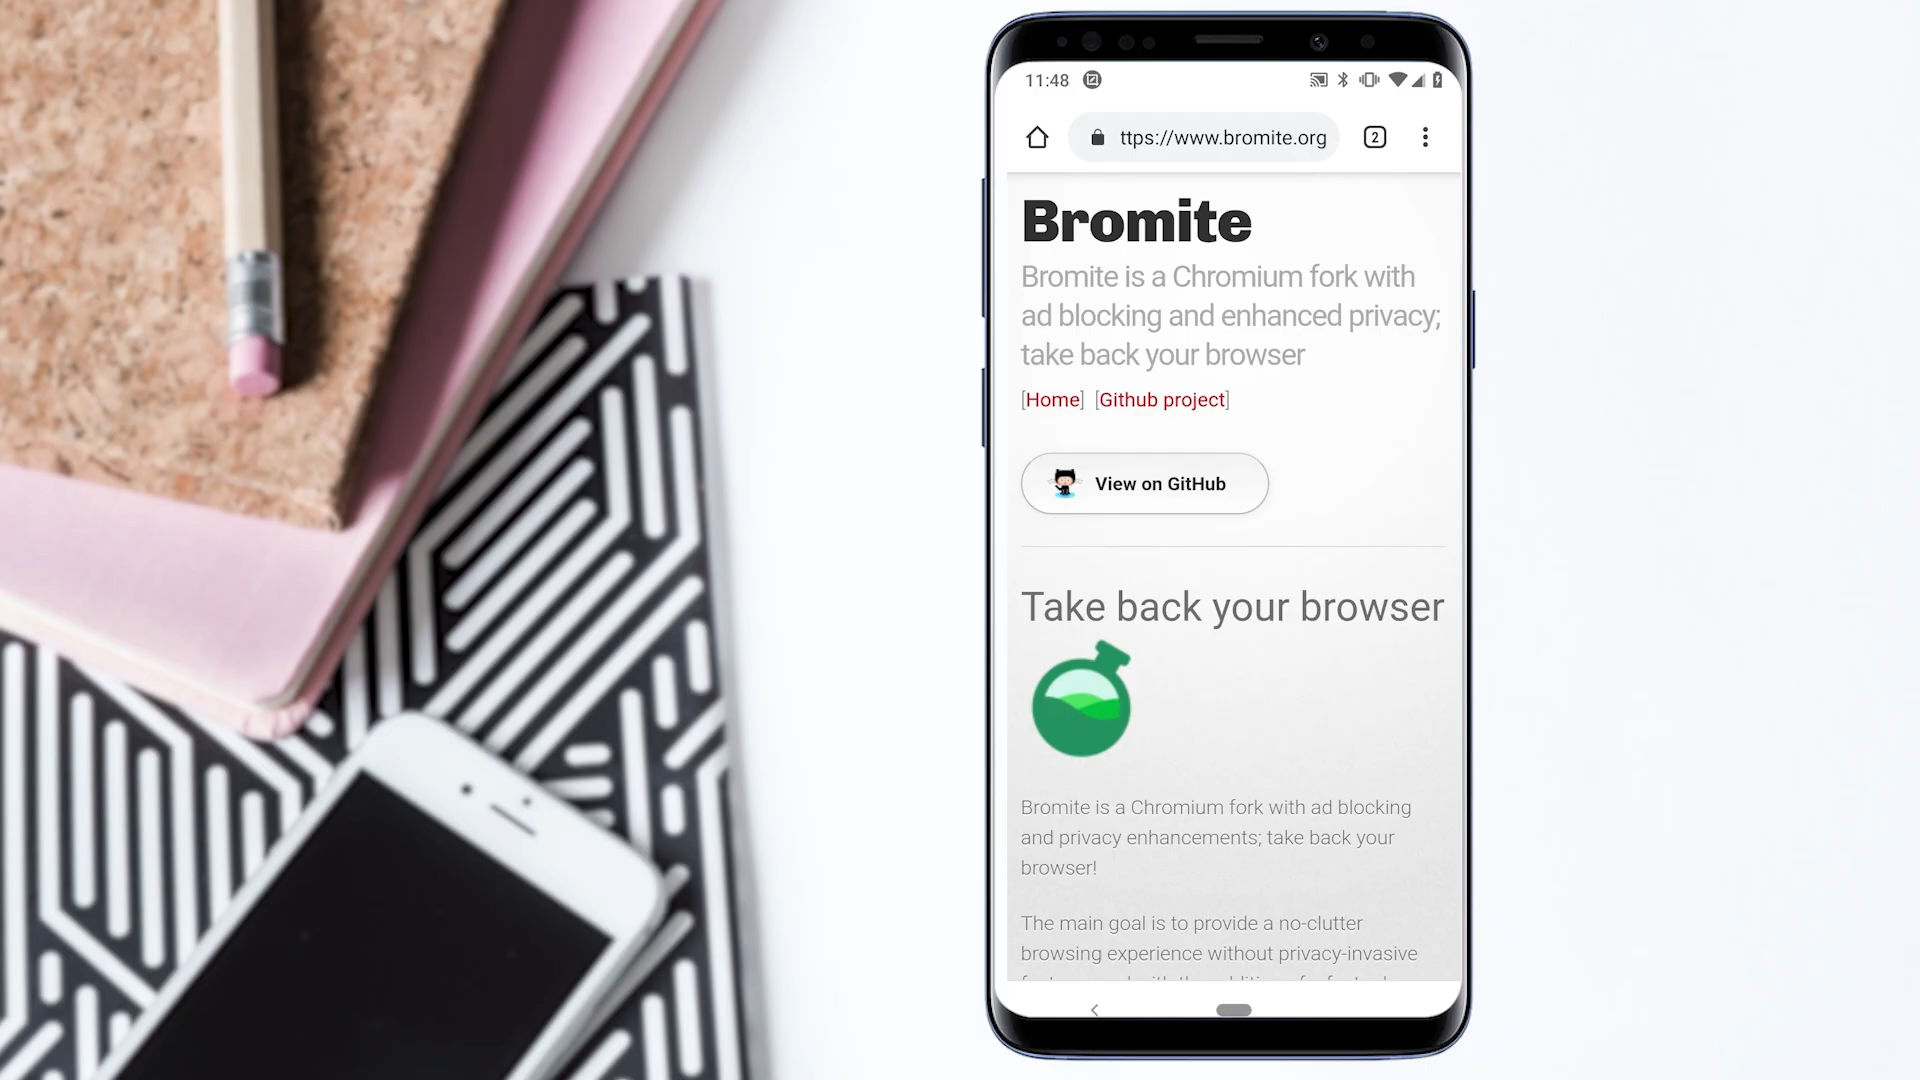 11:48
ttps://www.bromite.org
2
Bromite
Bromite is a Chromium fork with
ad blocking and enhanced privacy;
take back your browser
[Home] [Github project]
View on GitHub
Take back your browser
Bromite is a Chromium fork with ad blocking
and privacy enhancements; take back your
browser!
The main goal is to provide a no-clutter
browsing experience without privacy-invasive